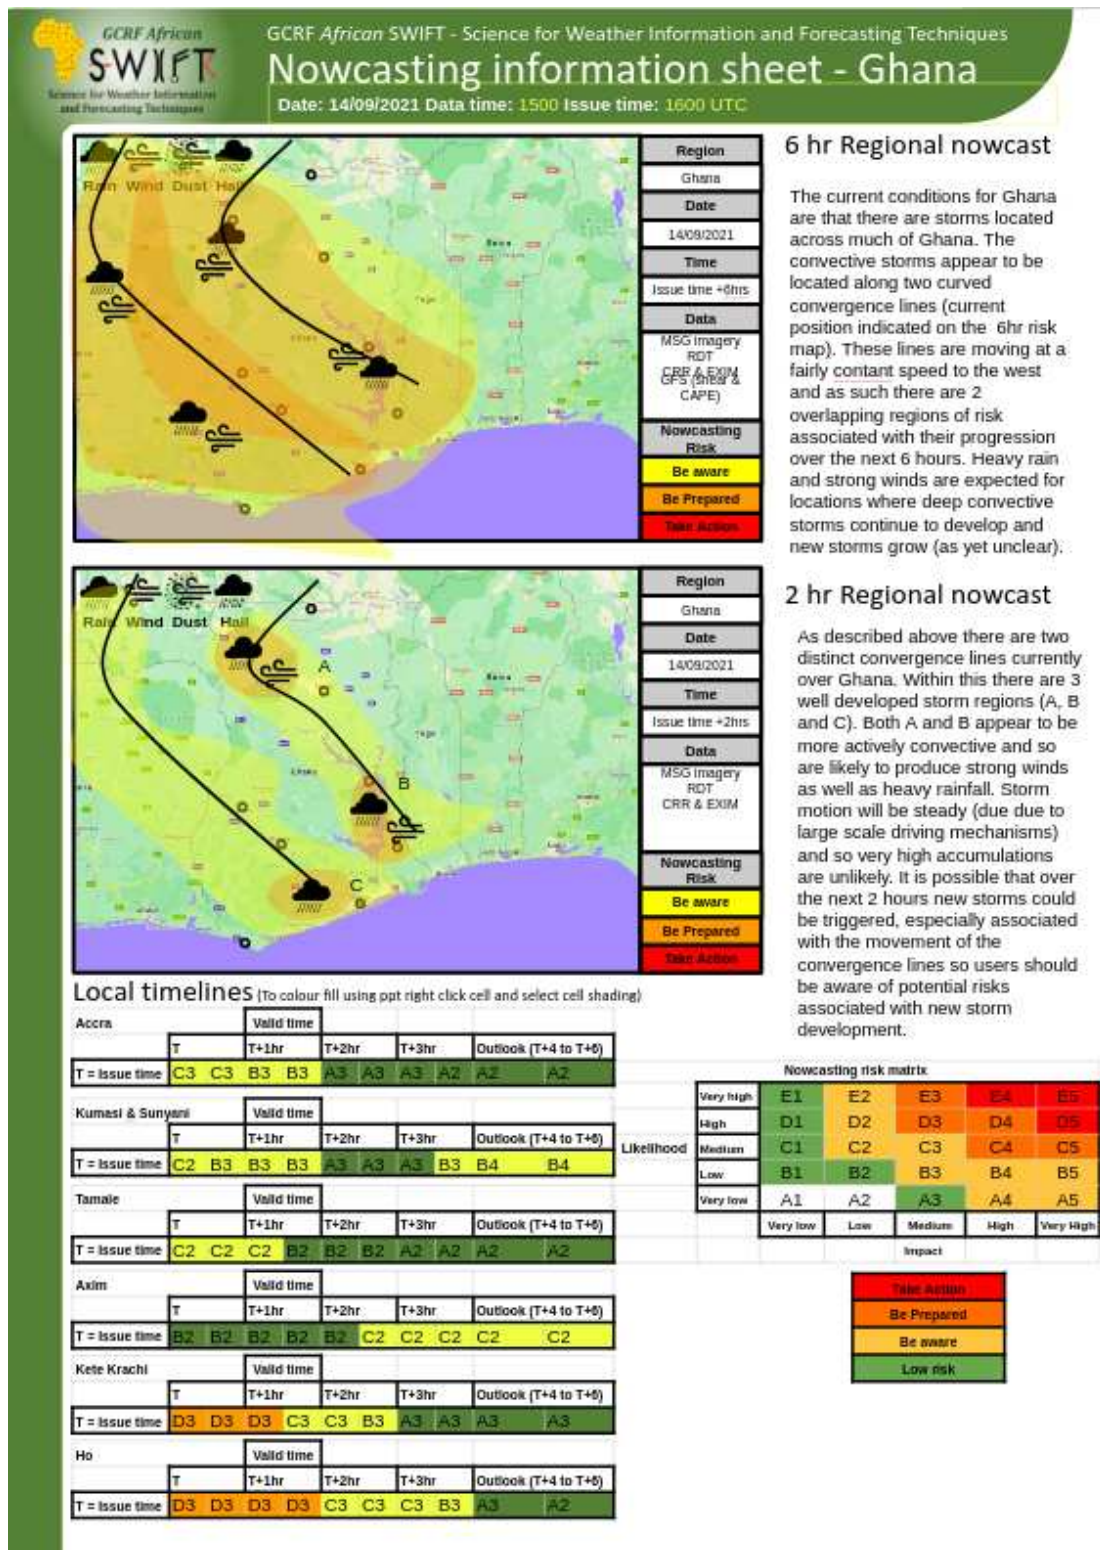 GCRF African
SWIFT
Science for Weather Information
and Forecasting Techniques
GCRF African SWIFT - Science for Weather Information and Forecasting Techniques
Nowcasting information sheet - Ghana
Date: 14/09/2021 Data time: 1500 Issue time: 1600 UTC
Rain Wind Dust Hail
Region
Ghana
Date
14/09/2021
Time
Issue time +6hrs
Data
MSG imagery
RDT
CRR & EXIM
GFS (shear &
CAPE)
Nowcasting
Risk
Be aware
Be Prepared
Take Action
6 hr Regional nowcast
The current conditions for Ghana
are that there are storms located
across much of Ghana. The
convective storms appear to be
located along two curved
convergence lines (current
position indicated on the 6hr risk
map). These lines are moving at a
fairly contant speed to the west
and as such there are 2
overlapping regions of risk
associated with their progression
over the next 6 hours. Heavy rain
and strong winds are expected for
locations where deep convective
storms continue to develop and
new storms grow (as yet unclear).
Rain Wind Dust Hail
A
B
C
Region
Ghana
Date
14/09/2021
Time
Issue time +2hrs
Data
MSG imagery
RDT
CRR & EXIM
Nowcasting
Risk
Be aware
Be Prepared
Take Action
2 hr Regional nowcast
As described above there are two
distinct convergence lines currently
over Ghana. Within this there are 3
well developed storm regions (A, B
and C). Both A and B appear to be
more actively convective and so
are likely to produce strong winds
as well as heavy rainfall. Storm
motion will be steady (due due to
large scale driving mechanisms)
and so very high accumulations
are unlikely. It is possible that over
the next 2 hours new storms could
be triggered, especially associated
with the movement of the
convergence lines so users should
be aware of potential risks
associated with new storm
development.
Local timelines (To colour fill using ppt right click cell and select cell shading)
Accra Valid time
T T+1hr T+2hr T+3hr Outlook (T+4 to T+6)
T = Issue time C3 C3 B3 B3 A3 A3 A3 A2 A2 A2
Kumasi & Sunyani Valid time
T T+1hr T+2hr T+3hr Outlook (T+4 to T+6)
T = Issue time C2 B3 B3 B3 A3 A3 A3 B3 B4 B4
Tamale Valid time
T T+1hr T+2hr T+3hr Outlook (T+4 to T+6)
T = Issue time C2 C2 C2 B2 B2 B2 A2 A2 A2 A2
Axim Valid time
T T+1hr T+2hr T+3hr Outlook (T+4 to T+6)
T = Issue time B2 B2 B2 B2 B2 C2 C2 C2 C2 C2
Kete Krachi Valid time
T T+1hr T+2hr T+3hr Outlook (T+4 to T+6)
T = Issue time D3 D3 D3 C3 C3 B3 A3 A3 A3 A3
Ho Valid time
T T+1hr T+2hr T+3hr Outlook (T+4 to T+6)
T = Issue time D3 D3 D3 D3 C3 C3 C3 B3 A3 A2
Nowcasting risk matrix
Very high E1 E2 E3 E4 E5
High D1 D2 D3 D4 D5
Likelihood Medium C1 C2 C3 C4 C5
Low B1 B2 B3 B4 B5
Very low A1 A2 A3 A4 A5
Very low Low Medium High Very High
Impact
Take Action
Be Prepared
Be aware
Low risk